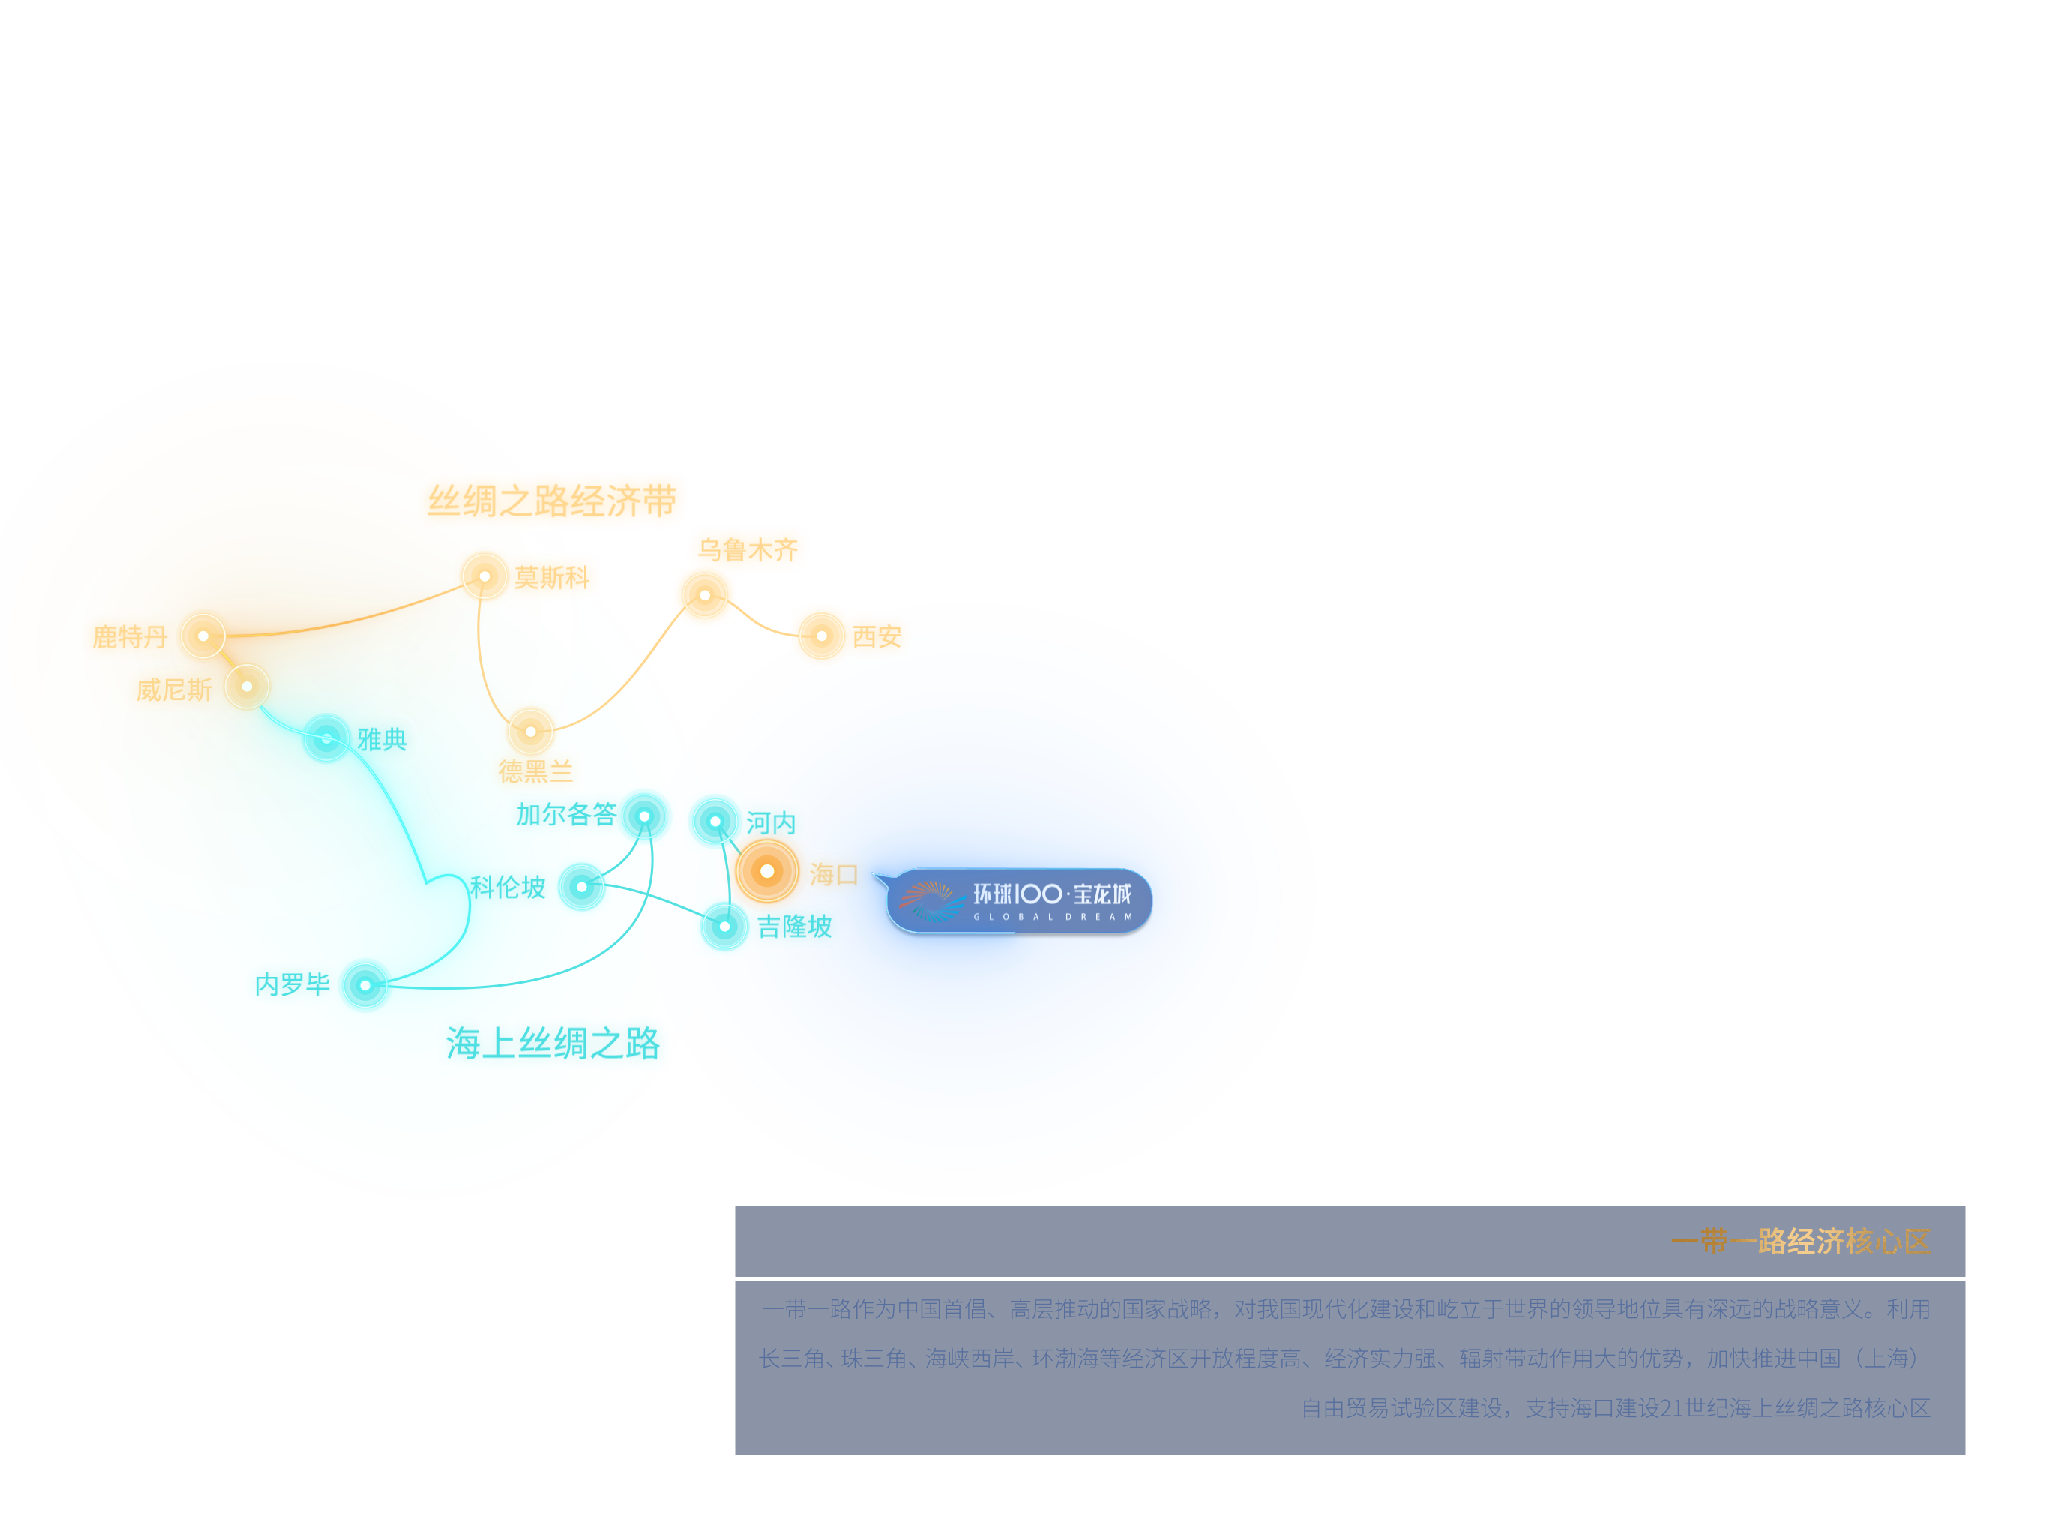 丝绸之路经济带
乌鲁木齐
莫斯科
鹿特丹
西安
威尼斯
雅典
德黑兰
加尔各答
河内
海口
科伦坡
环球100·宝龙城
GLOBAL DREAM
吉隆坡
内罗毕
海上丝绸之路
一带一路经济核心区
一带一路作为中国首倡、高层推动的国家战略，对我国现代化建设和屹立于世界的领导地位具有深远的战略意义。利用
长三角、珠三角、海峡西岸、环渤海等经济区开放程度高、经济实力强、辐射带动作用大的优势，加快推进中国（上海）
自由贸易试验区建设，支持海口建设21世纪海上丝绸之路核心区